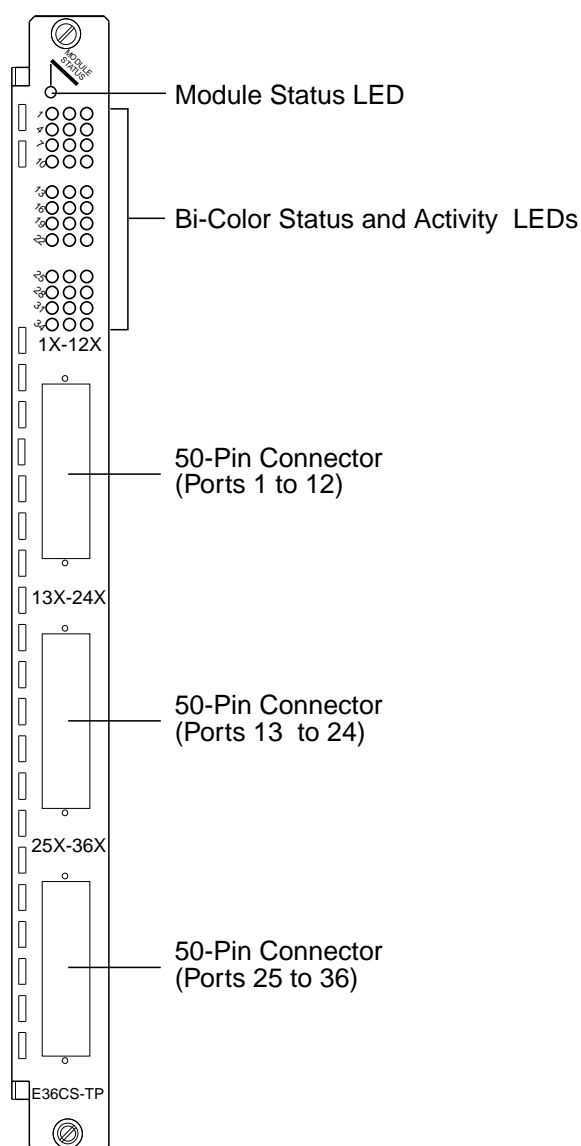 MODULE
STATUS
Module Status LED
1
4
7
10
13
16
19
22
Bi-Color Status and Activity LEDs
25
28
31
34
1X-12X
50-Pin Connector
(Ports 1 to 12)
13X-24X
50-Pin Connector
(Ports 13 to 24)
25X-36X
50-Pin Connector
(Ports 25 to 36)
E36CS-TP